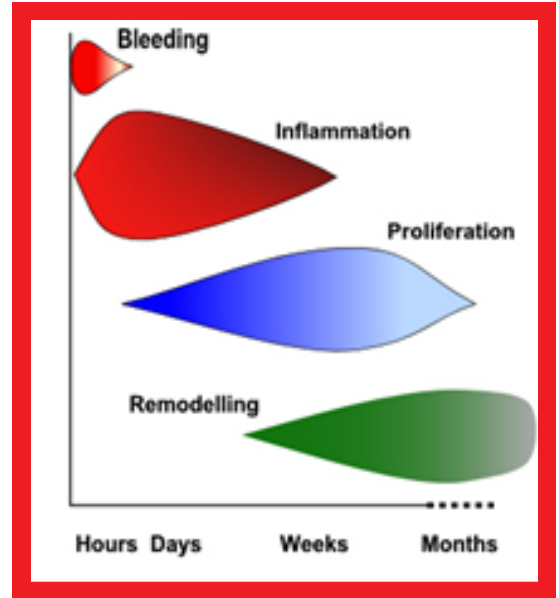 Bleeding
Inflammation
Proliferation
Remodelling
Hours Days Weeks Months